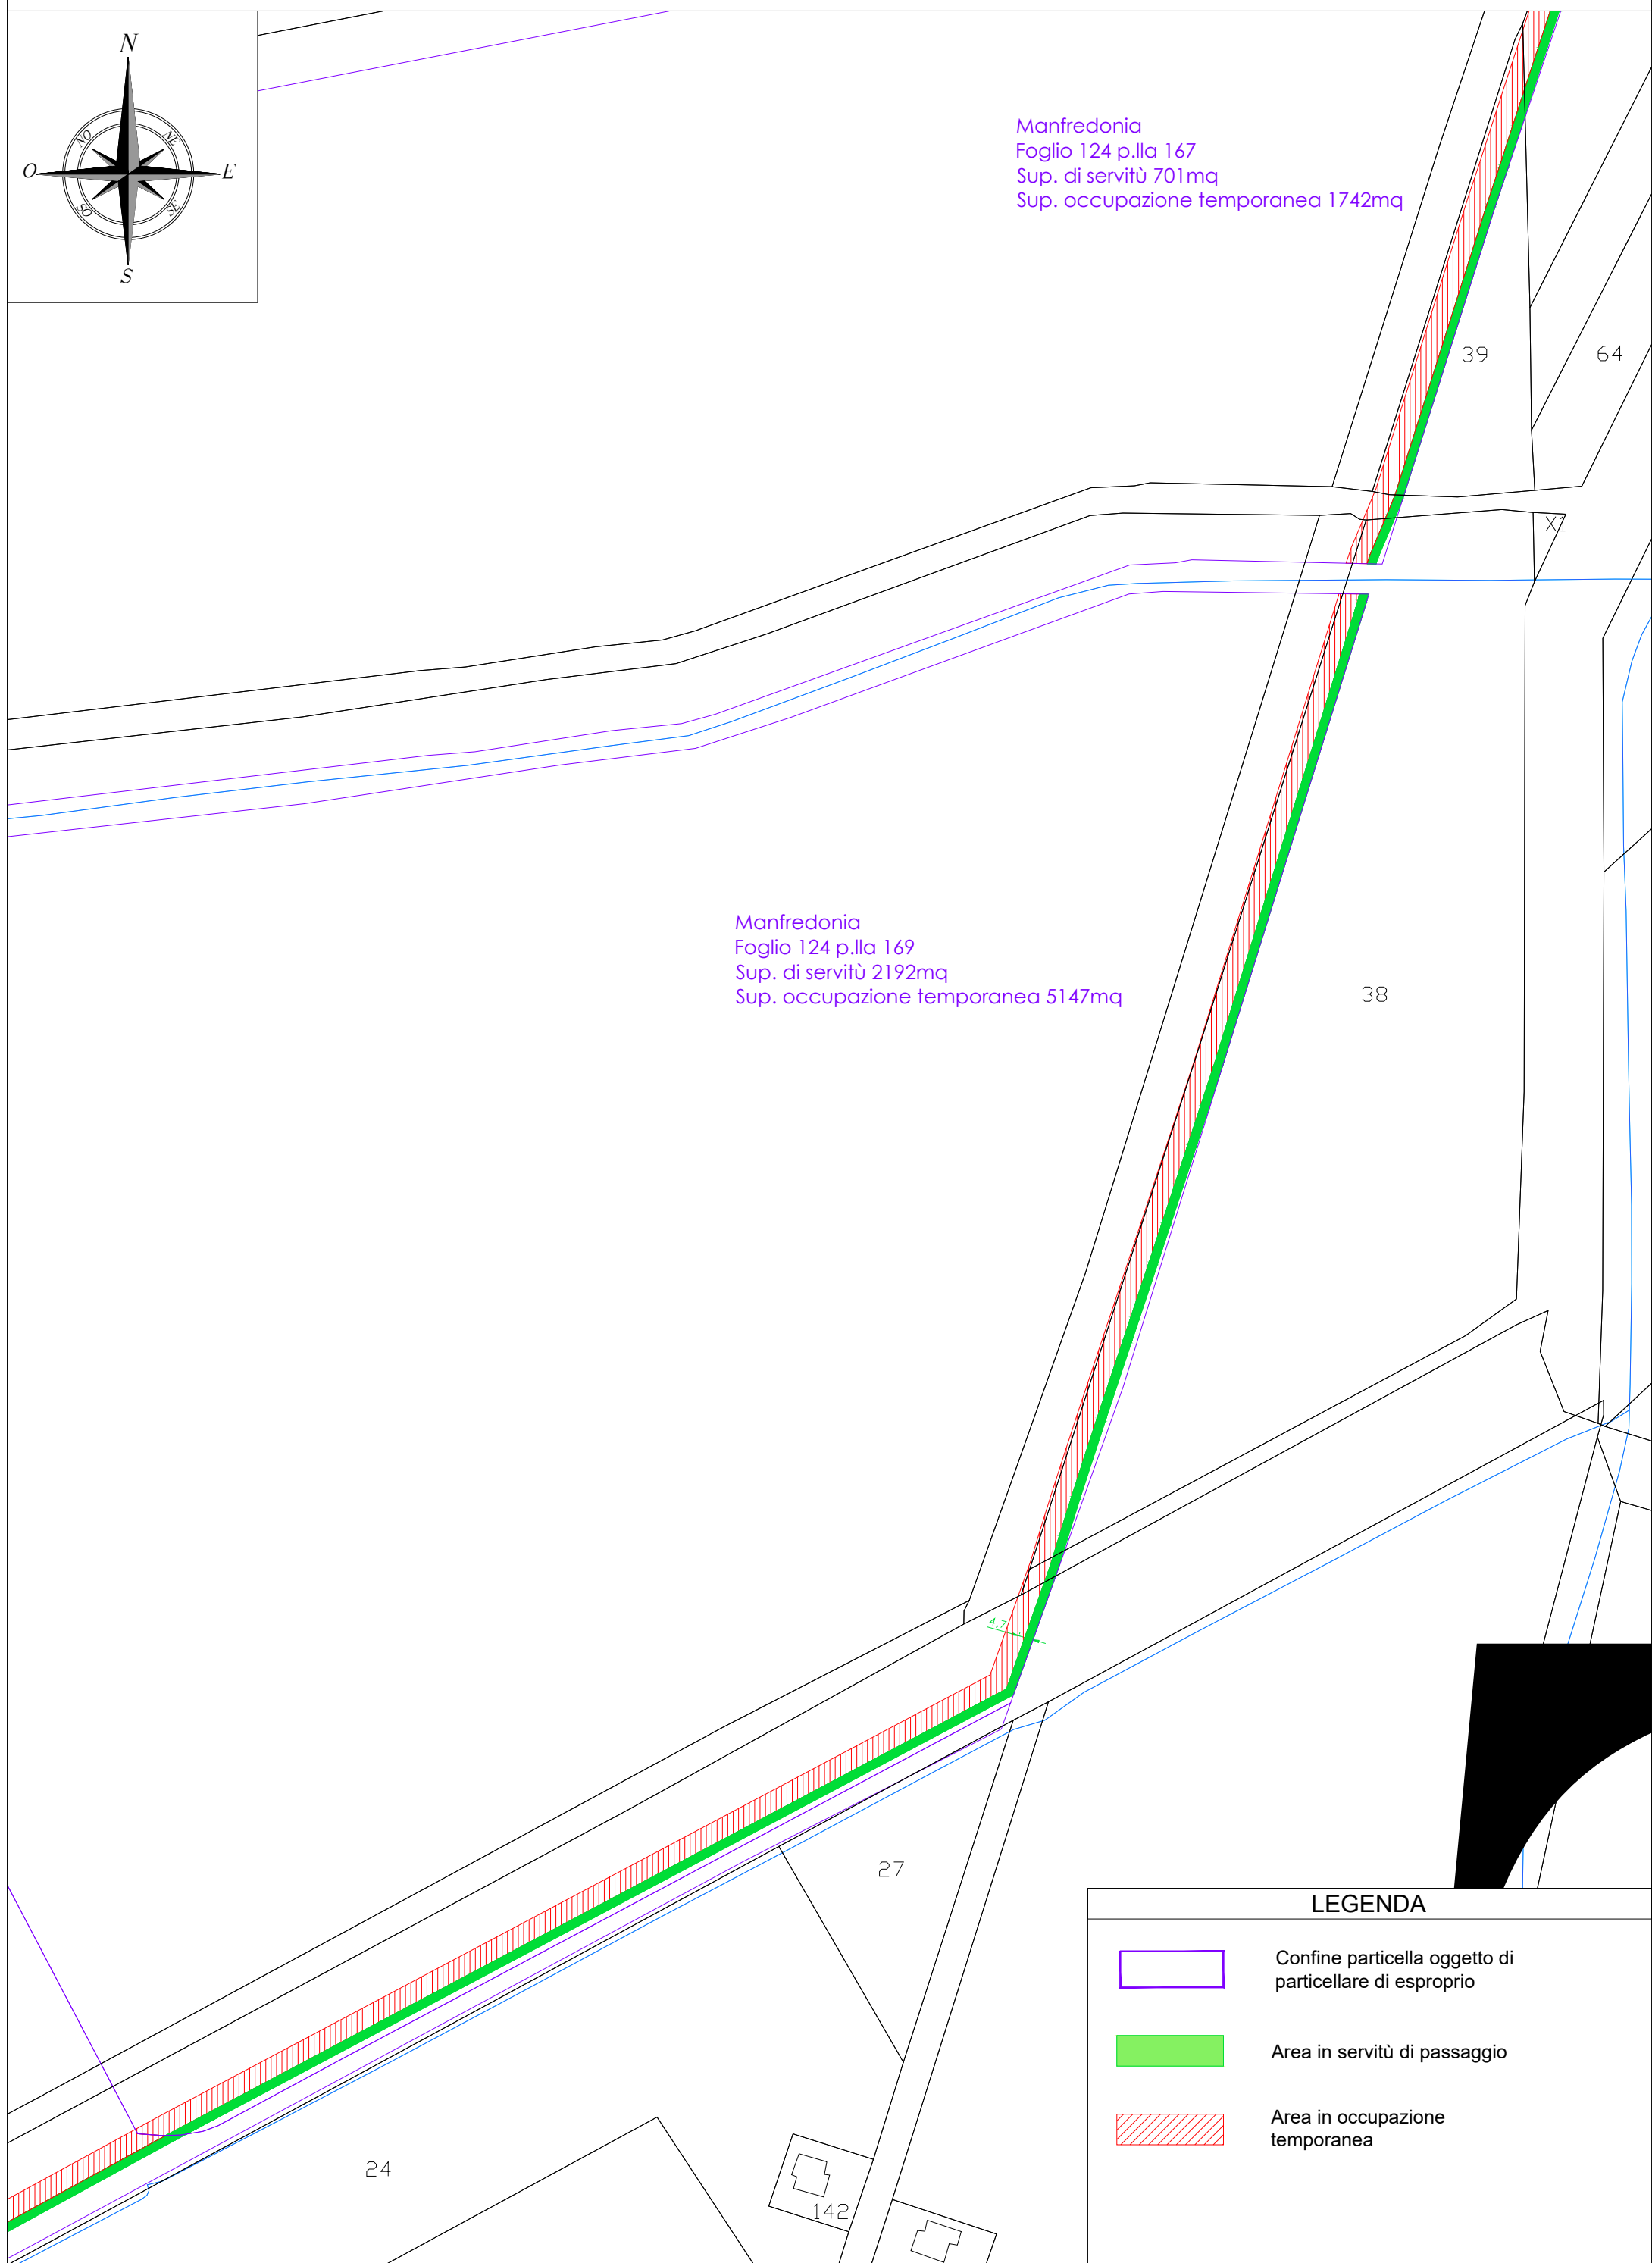 N
NO
NE
O
E
SO
SE
S
Manfredonia
Foglio 124 p.lla 167
Sup. di servitù 701mq
Sup. occupazione temporanea 1742mq
39
64
X1
Manfredonia
Foglio 124 p.lla 169
Sup. di servitù 2192mq
Sup. occupazione temporanea 5147mq
38
4,7
27
24
142
LEGENDA
Confine particella oggetto di
particellare di esproprio
Area in servitù di passaggio
Area in occupazione
temporanea